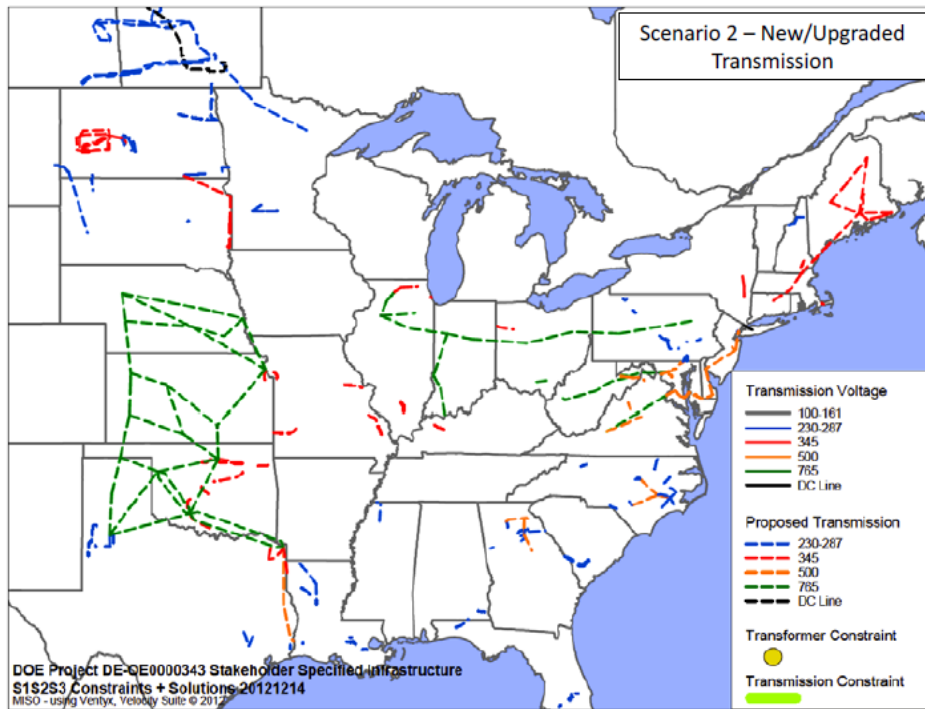 Scenario 2 – New/Upgraded
Transmission
Transmission Voltage
100-161
230-287
345
500
765
DC Line
Proposed Transmission
230-287
345
500
765
DC Line
Transformer Constraint
Transmission Constraint
DOE Project DE-OE0000343 Stakeholder Specified Infrastructure
S1S2S3 Constraints + Solutions 20121214
MISO - using Ventyx, Velocity Suite © 2012